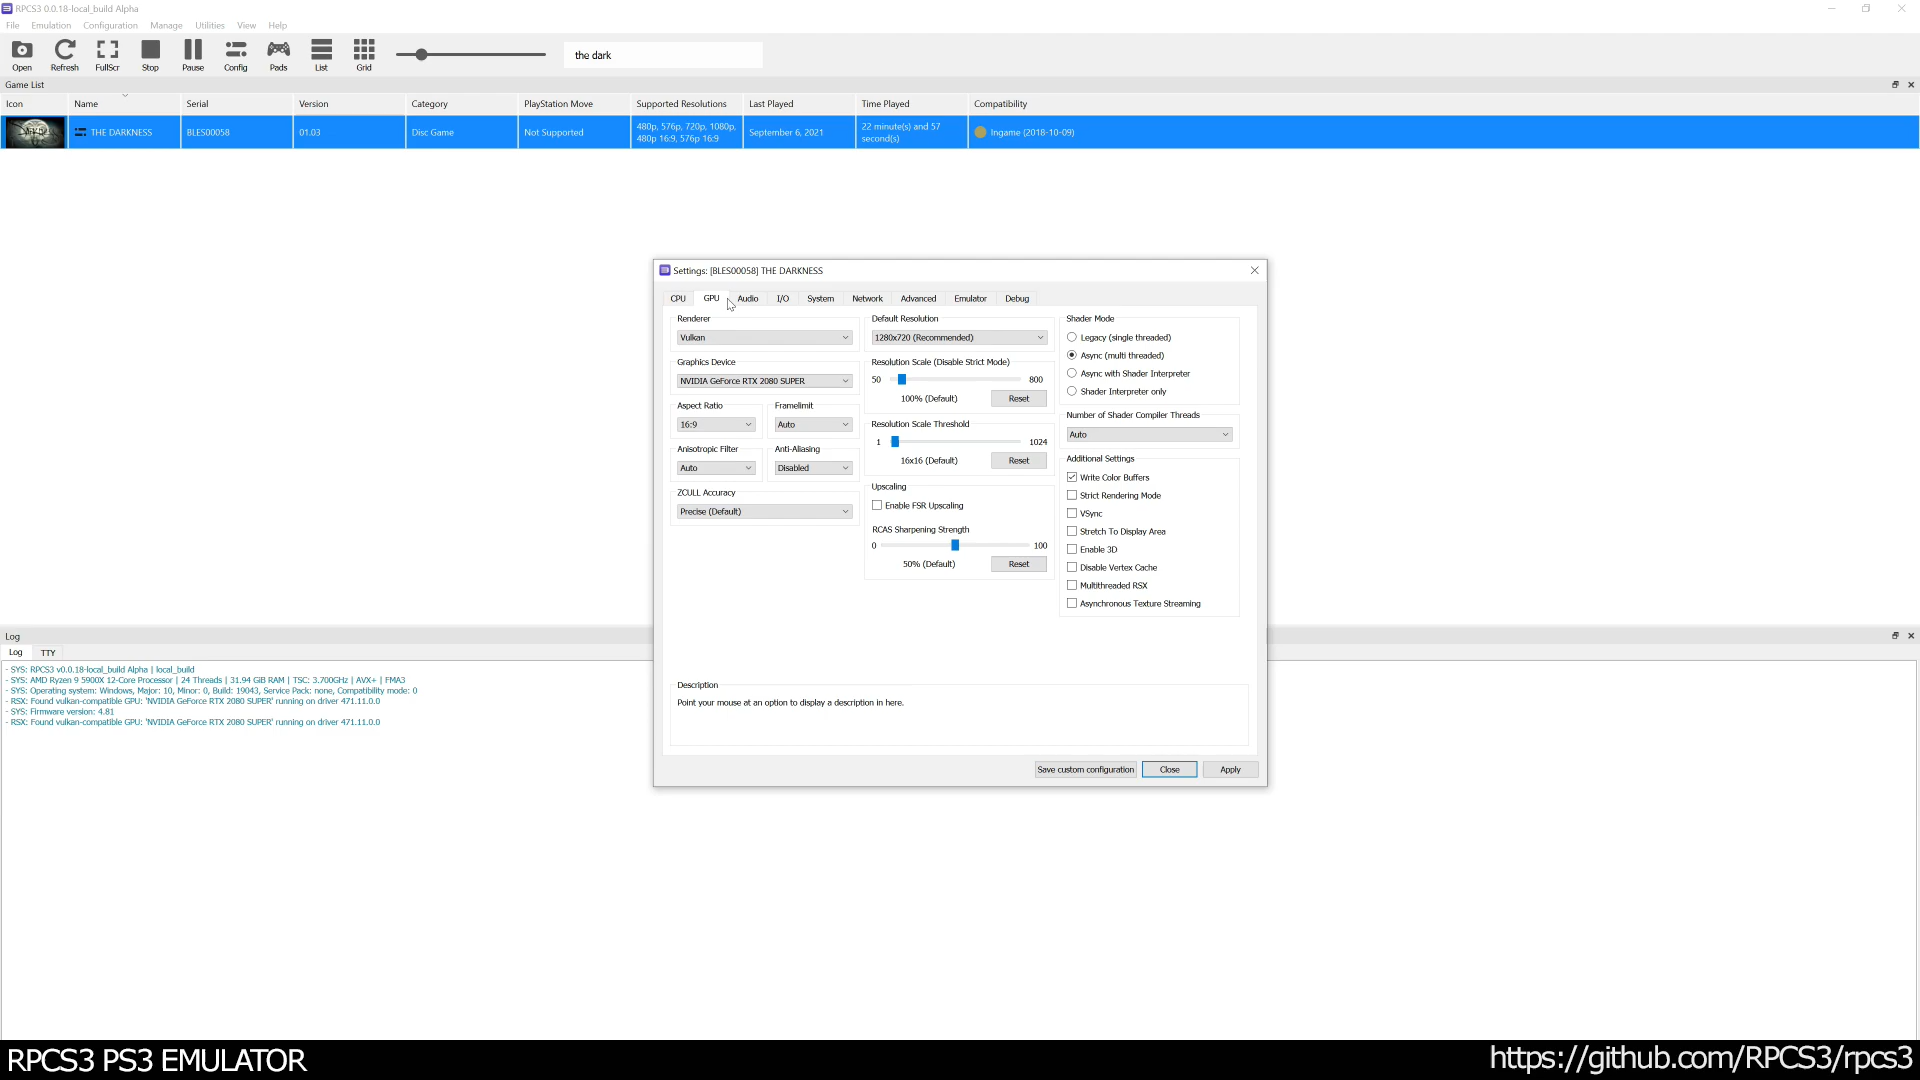 RPCS3 0.0.18-local_build Alpha
File Emulation Configuration Manage Utilities View Help
Open Refresh FullScr Stop Pause Config Pads List Grid
the dark
Game List
Icon Name Serial Version Category PlayStation Move Supported Resolutions Last Played Time Played Compatibility
THE DARKNESS BLES00058 01.03 Disc Game Not Supported 480p, 576p, 720p, 1080p, 480p 16:9, 576p 16:9 September 6, 2021 22 minute(s) and 57 second(s) Ingame (2018-10-09)
Settings: [BLES00058] THE DARKNESS
CPU GPU Audio I/O System Network Advanced Emulator Debug
Renderer
Vulkan
Graphics Device
NVIDIA GeForce RTX 2080 SUPER
Aspect Ratio Framelimit
16:9 Auto
Anisotropic Filter Anti-Aliasing
Auto Disabled
ZCULL Accuracy
Precise (Default)
Default Resolution
1280x720 (Recommended)
Resolution Scale (Disable Strict Mode)
50 800
100% (Default) Reset
Resolution Scale Threshold
1 1024
16x16 (Default) Reset
Upscaling
Enable FSR Upscaling
RCAS Sharpening Strength
0 100
50% (Default) Reset
Shader Mode
Legacy (single threaded)
Async (multi threaded)
Async with Shader Interpreter
Shader Interpreter only
Number of Shader Compiler Threads
Auto
Additional Settings
Write Color Buffers
Strict Rendering Mode
VSync
Stretch To Display Area
Enable 3D
Disable Vertex Cache
Multithreaded RSX
Asynchronous Texture Streaming
Description
Point your mouse at an option to display a description in here.
Save custom configuration Close Apply
Log
Log TTY
- SYS: RPCS3 v0.0.18-local_build Alpha | local_build
- SYS: AMD Ryzen 9 5900X 12-Core Processor | 24 Threads | 31.94 GiB RAM | TSC: 3.700GHz | AVX+ | FMA3
- SYS: Operating system: Windows, Major: 10, Minor: 0, Build: 19043, Service Pack: none, Compatibility mode: 0
- RSX: Found vulkan-compatible GPU: 'NVIDIA GeForce RTX 2080 SUPER' running on driver 471.11.0.0
- SYS: Firmware version: 4.81
- RSX: Found vulkan-compatible GPU: 'NVIDIA GeForce RTX 2080 SUPER' running on driver 471.11.0.0
RPCS3 PS3 EMULATOR
https://github.com/RPCS3/rpcs3